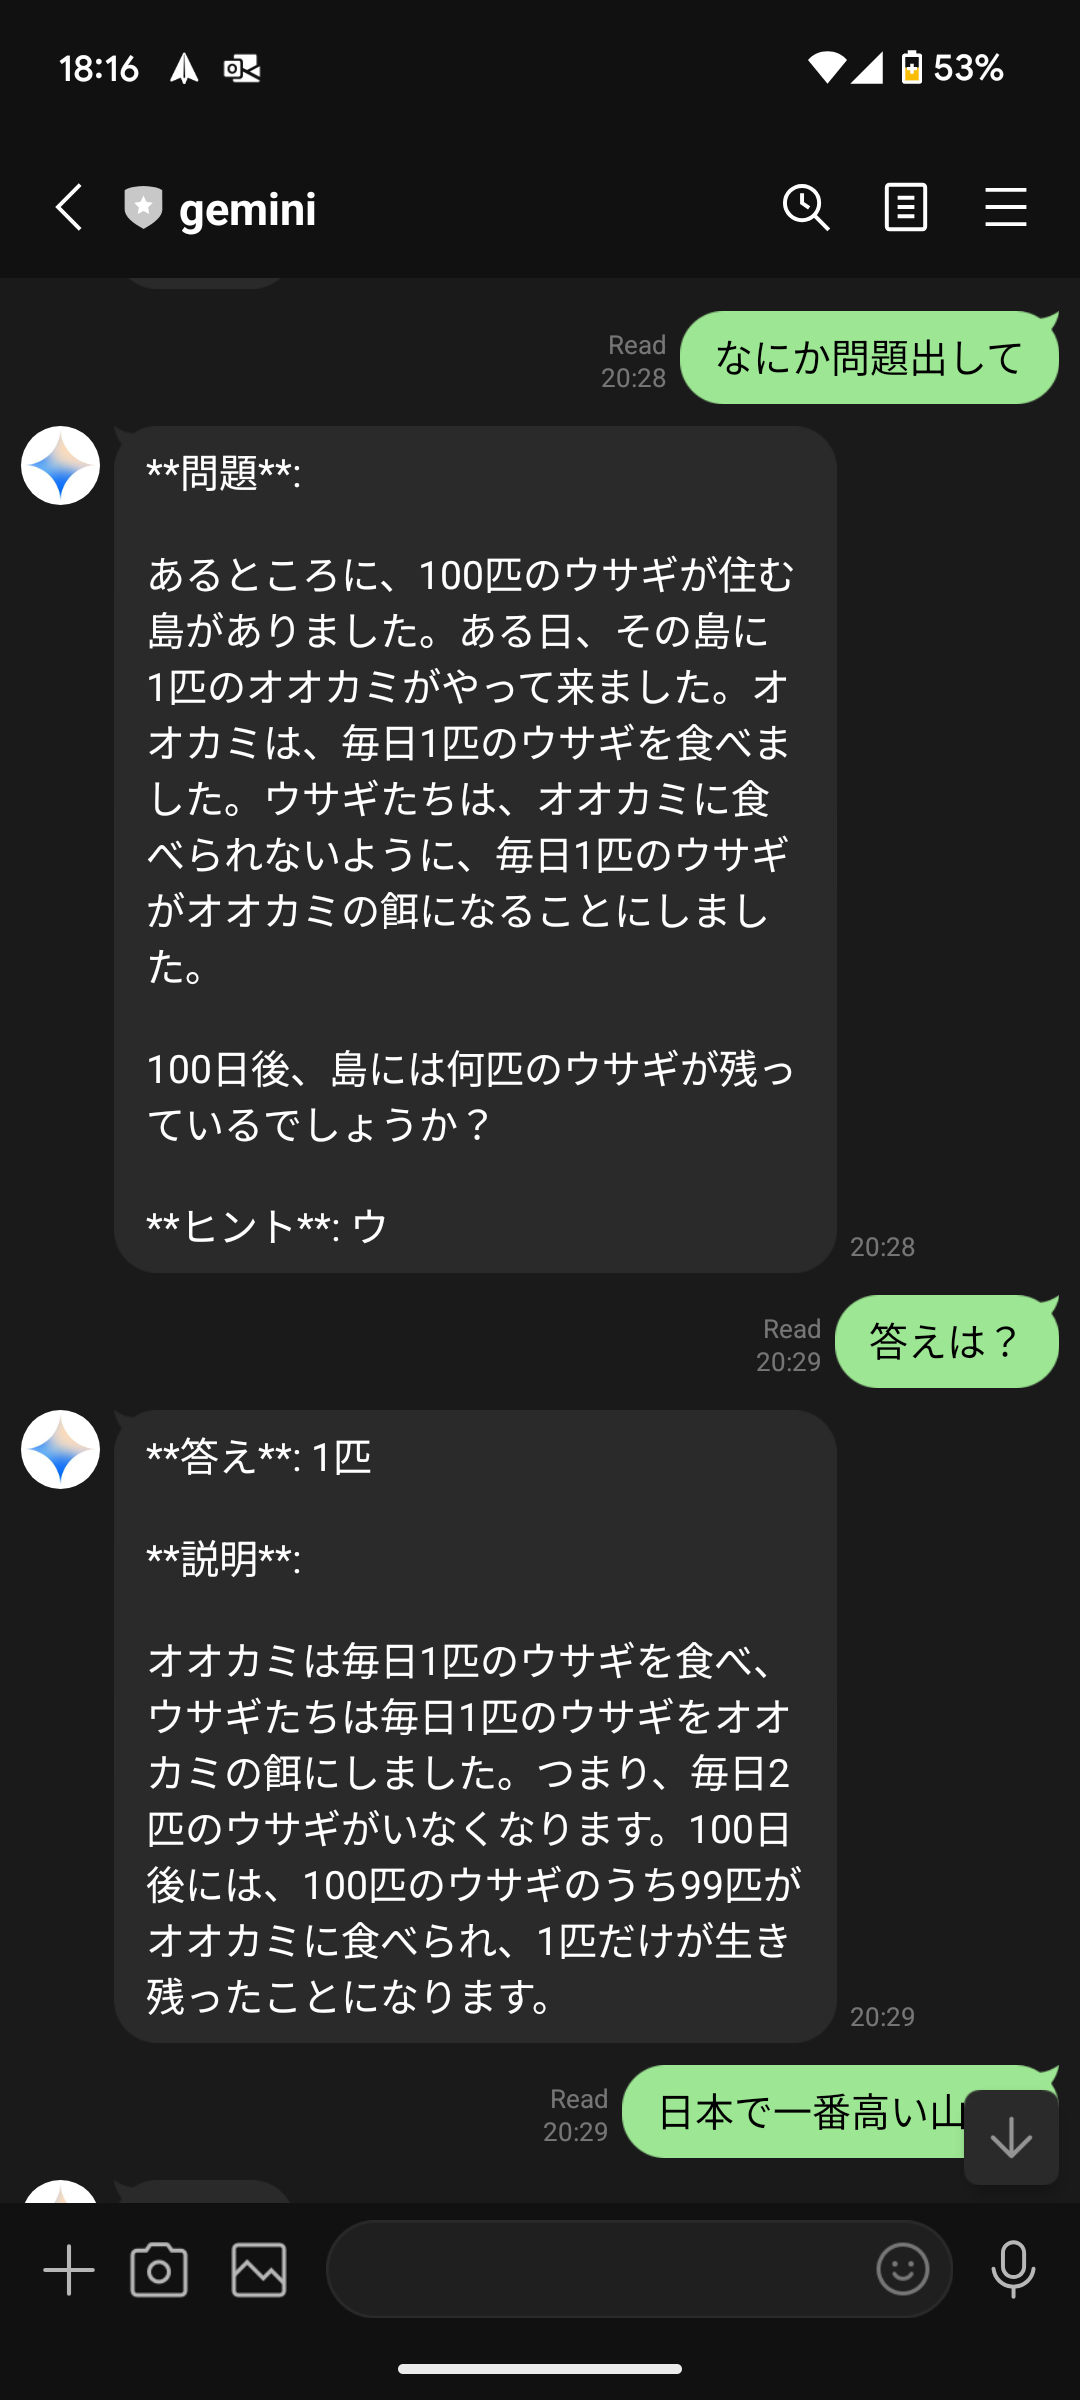 18:16
53%
gemini
なにか問題出して
Read
20:28
**問題**:
あるところに、100匹のウサギが住む
島がありました。ある日、その島に
1匹のオオカミがやって来ました。オ
オカミは、毎日1匹のウサギを食べま
した。ウサギたちは、オオカミに食
べられないように、毎日1匹のウサギ
がオオカミの餌になることにしまし
た。
100日後、島には何匹のウサギが残っ
ているでしょうか？
**ヒント**: ウ
20:28
答えは？
Read
20:29
**答え**: 1匹
**説明**:
オオカミは毎日1匹のウサギを食べ、
ウサギたちは毎日1匹のウサギをオオ
カミの餌にしました。つまり、毎日2
匹のウサギがいなくなります。100日
後には、100匹のウサギのうち99匹が
オオカミに食べられ、1匹だけが生き
残ったことになります。
20:29
日本で一番高い山
Read
20:29